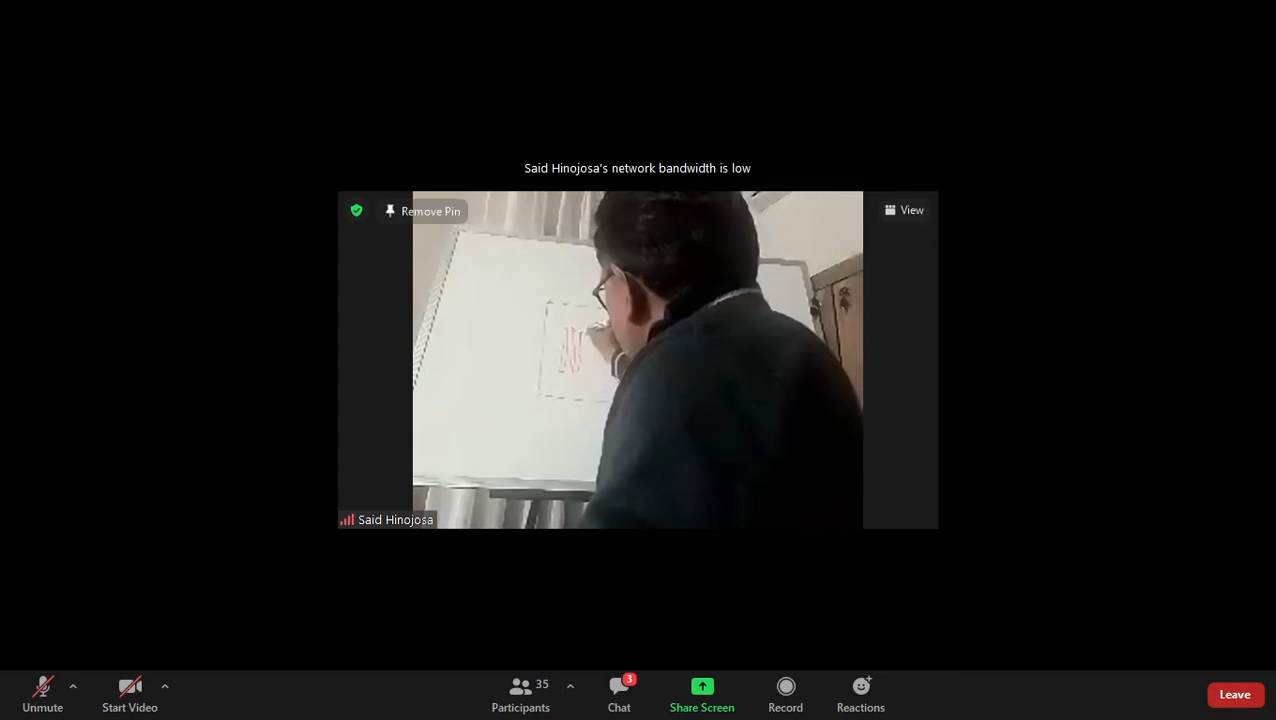 Said Hinojosa's network bandwidth is low
Remove Pin
View
Said Hinojosa
Unmute
Start Video
35
Participants
3
Chat
Share Screen
Record
Reactions
Leave